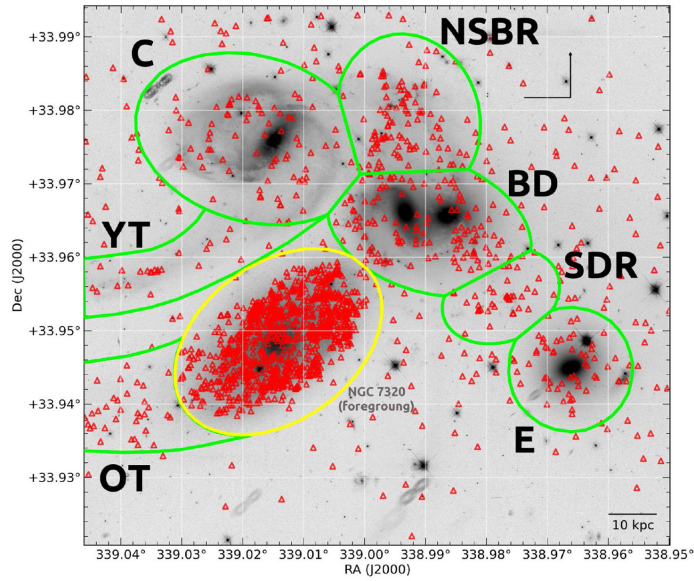 NSBR
C
+33.99°
+33.98°
+33.97°
BD
YT
+33.96°
SDR
+33.95°
NGC 7320
(foregroung)
+33.94°
E
+33.93°
OT
10 kpc
339.04° 339.03° 339.02° 339.01° 339.00° 338.99° 338.98° 338.97° 338.96° 338.95°
RA (J2000)
Dec (J2000)